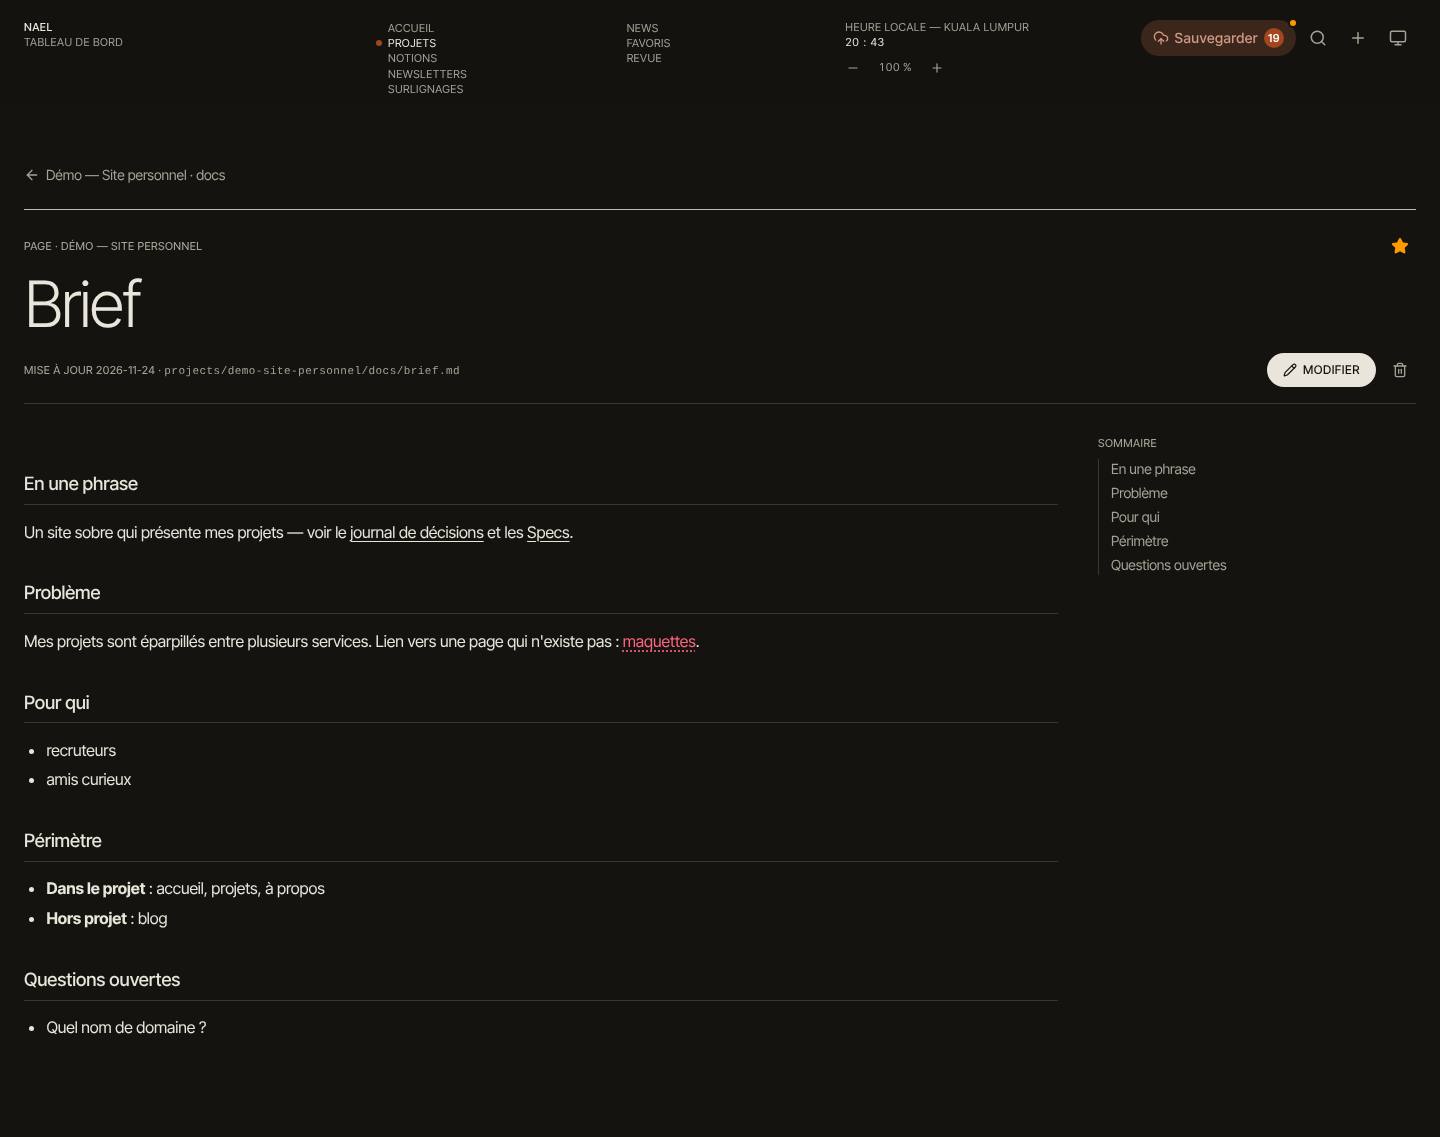 NAEL
TABLEAU DE BORD
ACCUEIL
PROJETS
NOTIONS
NEWSLETTERS
SURLIGNAGES
NEWS
FAVORIS
REVUE
HEURE LOCALE — KUALA LUMPUR
20 : 43
100 %
Sauvegarder 19
Démo — Site personnel · docs
PAGE · DÉMO — SITE PERSONNEL
Brief
MISE À JOUR 2026-11-24 · projects/demo-site-personnel/docs/brief.md
MODIFIER
SOMMAIRE
En une phrase
Problème
Pour qui
Périmètre
Questions ouvertes
En une phrase
Un site sobre qui présente mes projets — voir le journal de décisions et les Specs.
Problème
Mes projets sont éparpillés entre plusieurs services. Lien vers une page qui n'existe pas : maquettes.
Pour qui
• recruteurs
• amis curieux
Périmètre
• Dans le projet : accueil, projets, à propos
• Hors projet : blog
Questions ouvertes
• Quel nom de domaine ?